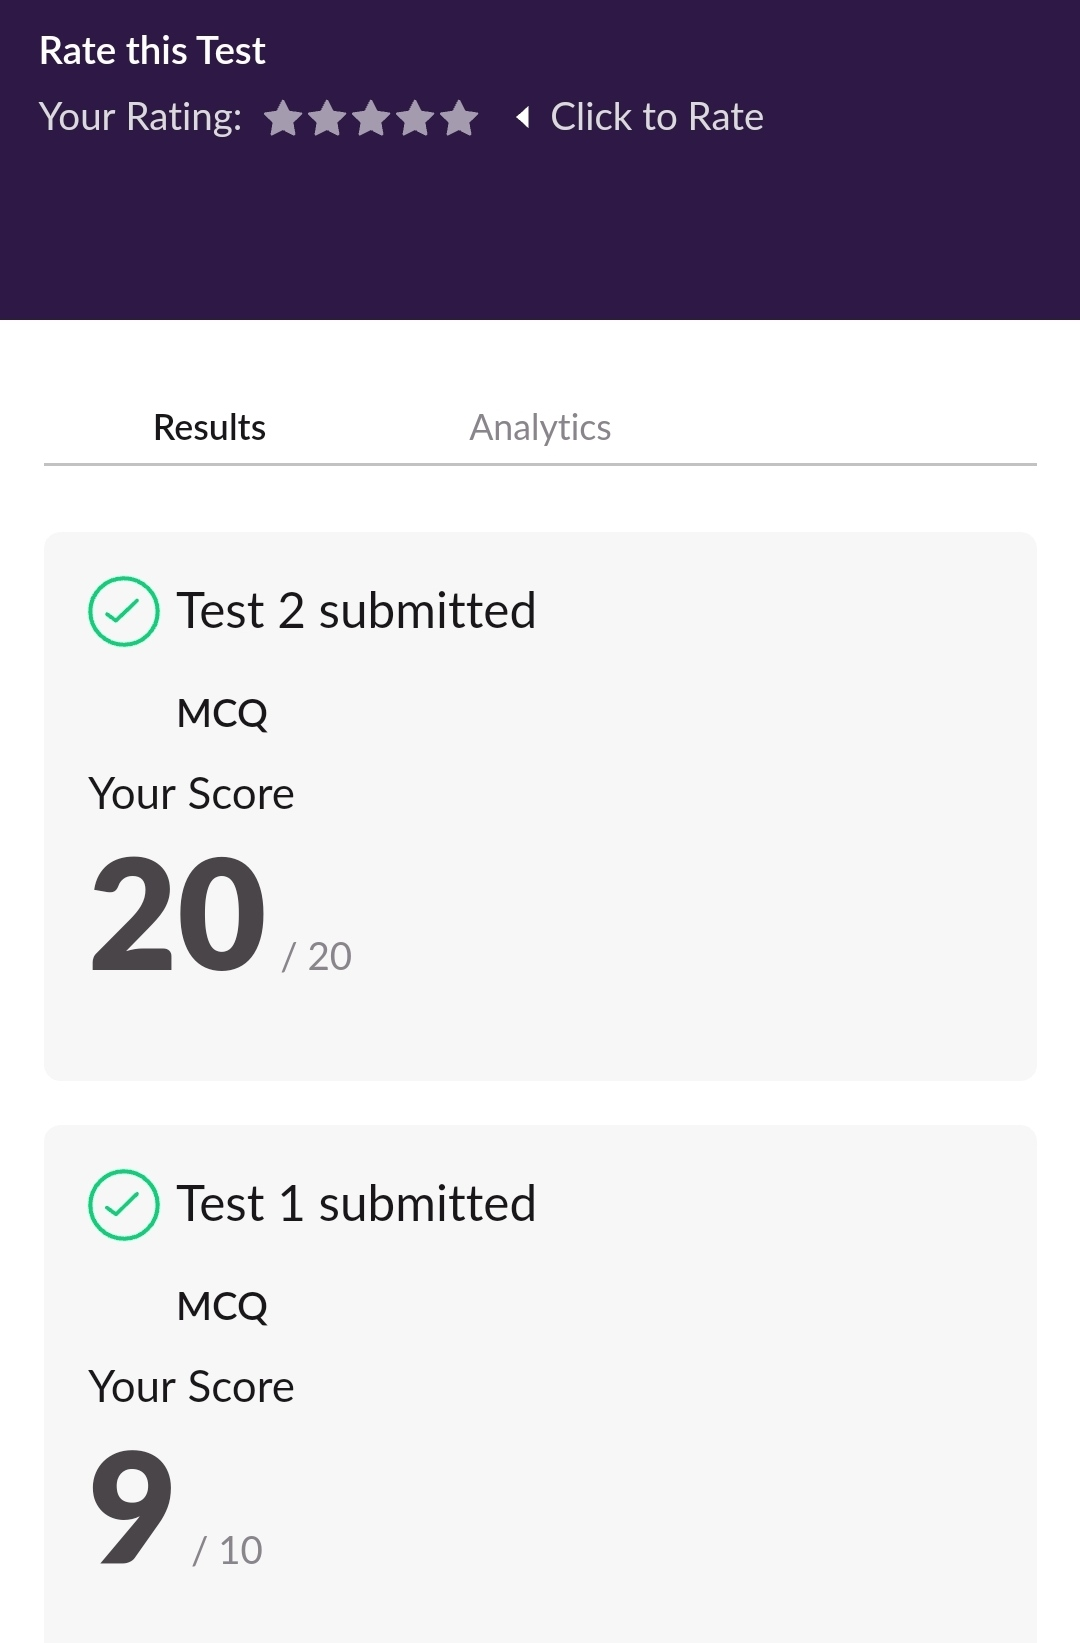 Rate this Test
Your Rating: Click to Rate
Results Analytics
Test 2 submitted
MCQ
Your Score
20 / 20
Test 1 submitted
MCQ
Your Score
9 / 10